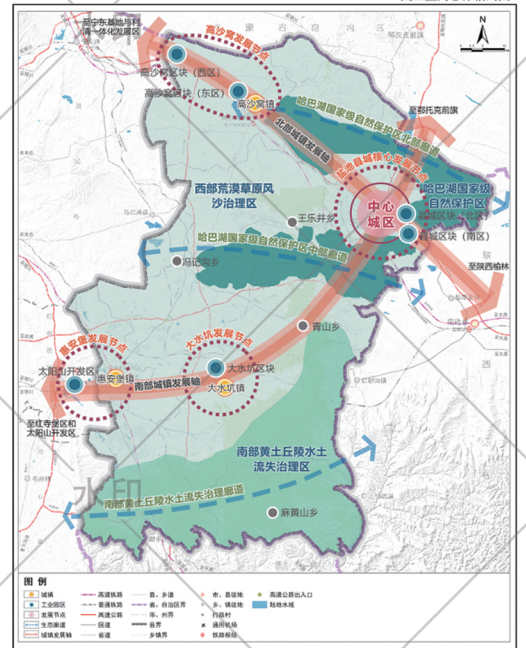 N
至宁东基地与利
通一体化发展区
高沙窝发展节点
高沙窝区块（西区）
高沙窝区块（东区）
高沙窝镇
至鄂托克前旗
哈巴湖国家级自然保护区北部廊道
北部城镇发展轴
盐池县城核心发展节点
哈巴湖国家级
自然保护区
西部荒漠草原风
沙治理区
中心
城区
县城区块（北区）
县城区块（南区）
王乐井乡
哈巴湖国家级自然保护区中部廊道
冯记沟乡
至陕西榆林
青山乡
惠安堡发展节点
大水坑发展节点
太阳山开发区
惠安堡镇
大水坑区块
南部城镇发展轴
大水坑镇
至红寺堡区和
太阳山开发区
南部黄土丘陵水土
流失治理区
水印
南部黄土丘陵水土流失治理廊道
麻黄山乡
图 例
城镇
高速铁路
县、乡道
市、县驻地
高速公路出入口
工业园区
普通铁路
省、自治区界
乡、镇驻地
陆地水域
发展节点
高速公路
市、州界
行政村
生态廊道
国道
县界
通用机场
城镇发展轴
省道
乡镇界
铁路枢纽